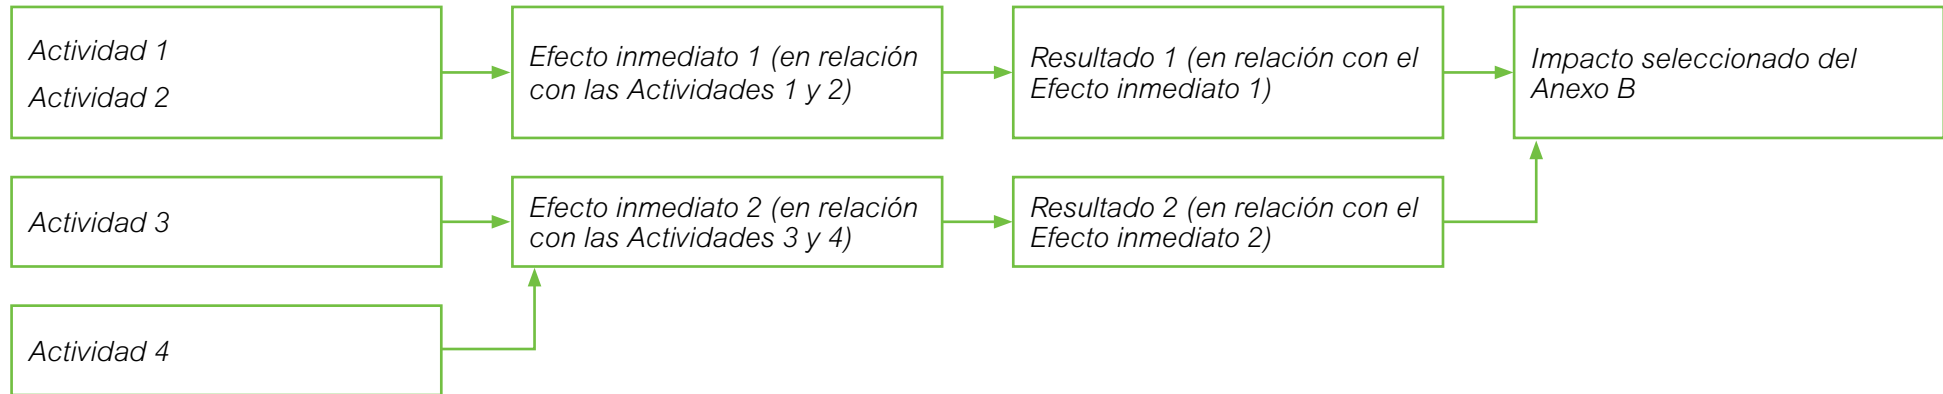 Actividad 1
Actividad 2
Efecto inmediato 1 (en relación
con las Actividades 1 y 2)
Resultado 1 (en relación con el
Efecto inmediato 1)
Impacto seleccionado del
Anexo B
Actividad 3
Efecto inmediato 2 (en relación
con las Actividades 3 y 4)
Resultado 2 (en relación con el
Efecto inmediato 2)
Actividad 4